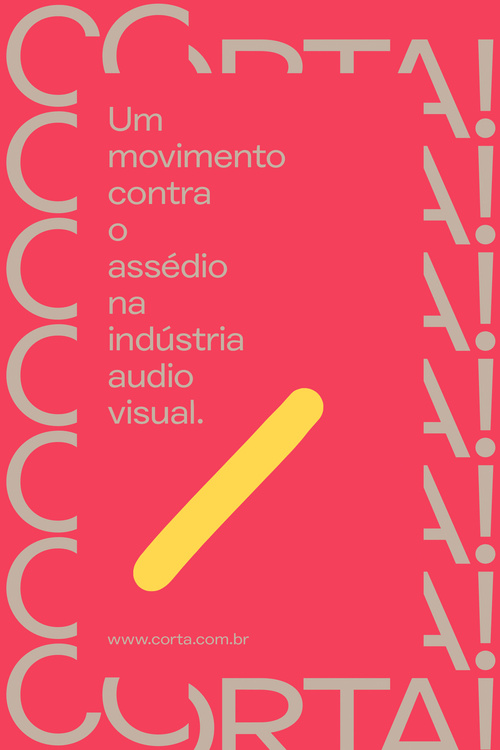 CORTA!
Um
movimento
contra
o
assédio
na
indústria
audio
visual.
www.corta.com.br
CORTA!